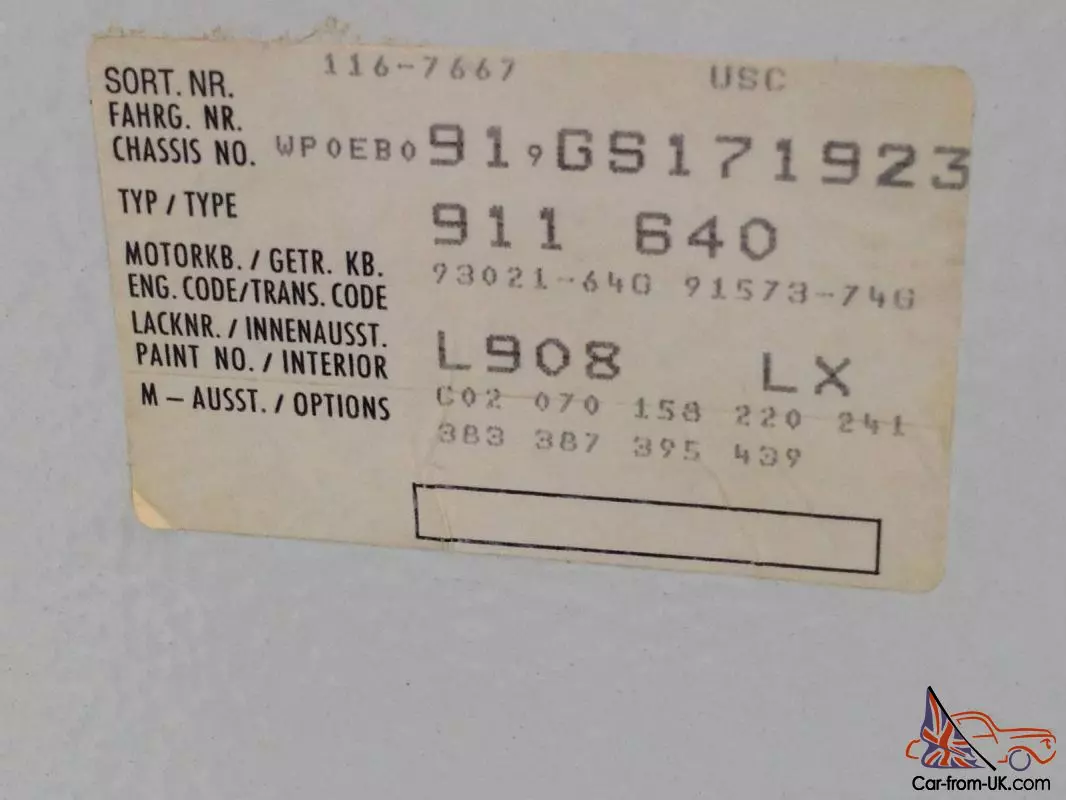 SORT. NR. 116-7667 USC
FAHRG. NR.
CHASSIS NO. WP0EB0 91 9 GS171923
TYP / TYPE 911 640
MOTORKB. / GETR. KB.
ENG. CODE/TRANS. CODE 93021-64G 91573-74G
LACKNR. / INNENAUSST.
PAINT NO. / INTERIOR L908 LX
M – AUSST. / OPTIONS C02 070 158 220 241
383 387 395 439
Car-from-UK.com